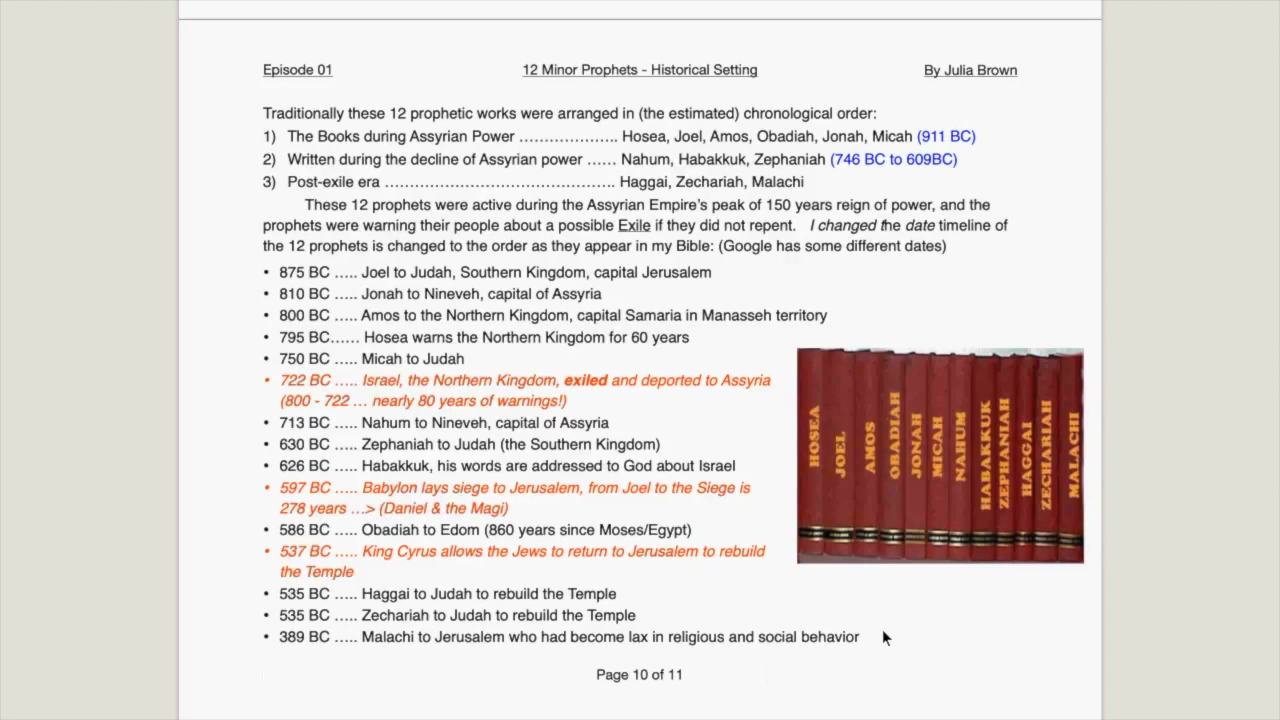 Episode 01 12 Minor Prophets - Historical Setting By Julia Brown
Traditionally these 12 prophetic works were arranged in (the estimated) chronological order:
1) The Books during Assyrian Power ………………. Hosea, Joel, Amos, Obadiah, Jonah, Micah (911 BC)
2) Written during the decline of Assyrian power …... Nahum, Habakkuk, Zephaniah (746 BC to 609BC)
3) Post-exile era ………………………………………. Haggai, Zechariah, Malachi
These 12 prophets were active during the Assyrian Empire's peak of 150 years reign of power, and the
prophets were warning their people about a possible Exile if they did not repent. I changed the date timeline of
the 12 prophets is changed to the order as they appear in my Bible: (Google has some different dates)
• 875 BC ….. Joel to Judah, Southern Kingdom, capital Jerusalem
• 810 BC ….. Jonah to Nineveh, capital of Assyria
• 800 BC ….. Amos to the Northern Kingdom, capital Samaria in Manasseh territory
• 795 BC…… Hosea warns the Northern Kingdom for 60 years
• 750 BC ….. Micah to Judah
• 722 BC ….. Israel, the Northern Kingdom, exiled and deported to Assyria
(800 - 722 … nearly 80 years of warnings!)
• 713 BC ….. Nahum to Nineveh, capital of Assyria
• 630 BC ….. Zephaniah to Judah (the Southern Kingdom)
• 626 BC ….. Habakkuk, his words are addressed to God about Israel
• 597 BC ….. Babylon lays siege to Jerusalem, from Joel to the Siege is
278 years …> (Daniel & the Magi)
• 586 BC ….. Obadiah to Edom (860 years since Moses/Egypt)
• 537 BC ….. King Cyrus allows the Jews to return to Jerusalem to rebuild
the Temple
• 535 BC ….. Haggai to Judah to rebuild the Temple
• 535 BC ….. Zechariah to Judah to rebuild the Temple
• 389 BC ….. Malachi to Jerusalem who had become lax in religious and social behavior
HOSEA
JOEL
AMOS
OBADIAH
JONAH
MICAH
NAHUM
HABAKKUK
ZEPHANIAH
HAGGAI
ZECHARIAH
MALACHI
Page 10 of 11